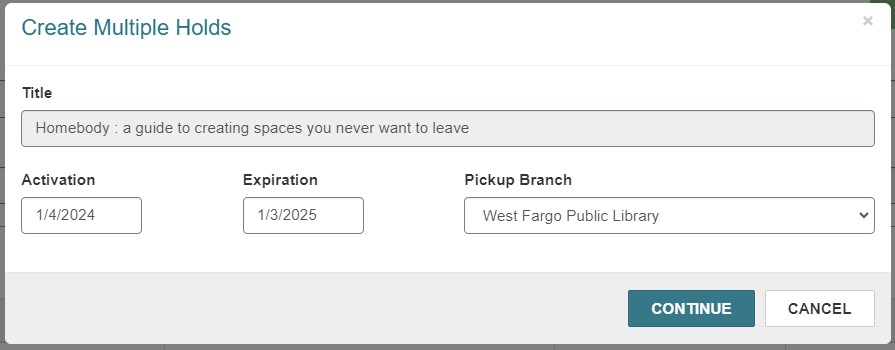 Create Multiple Holds
×
Title
Homebody : a guide to creating spaces you never want to leave
Activation Expiration Pickup Branch
1/4/2024 1/3/2025 West Fargo Public Library
CONTINUE CANCEL